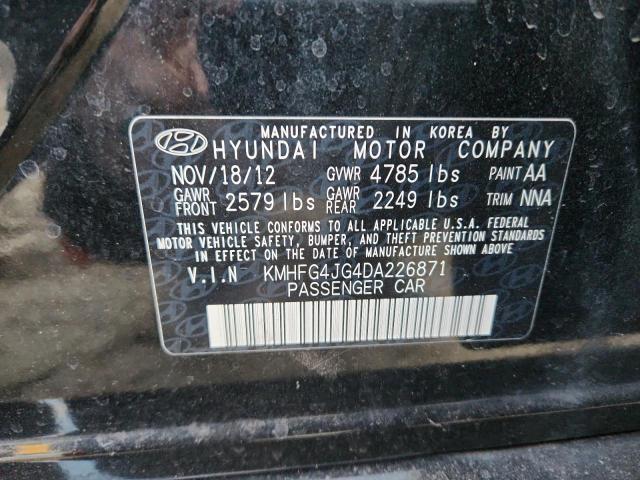 MANUFACTURED IN KOREA BY
HYUNDAI MOTOR COMPANY
NOV/18/12 GVWR 4785 lbs PAINT AA
GAWR FRONT 2579 lbs GAWR REAR 2249 lbs TRIM NNA
THIS VEHICLE CONFORMS TO ALL APPLICABLE U.S.A. FEDERAL
MOTOR VEHICLE SAFETY, BUMPER, AND THEFT PREVENTION STANDARDS
IN EFFECT ON THE DATE OF MANUFACTURE SHOWN ABOVE
V.I.N KMHFG4JG4DA226871
PASSENGER CAR